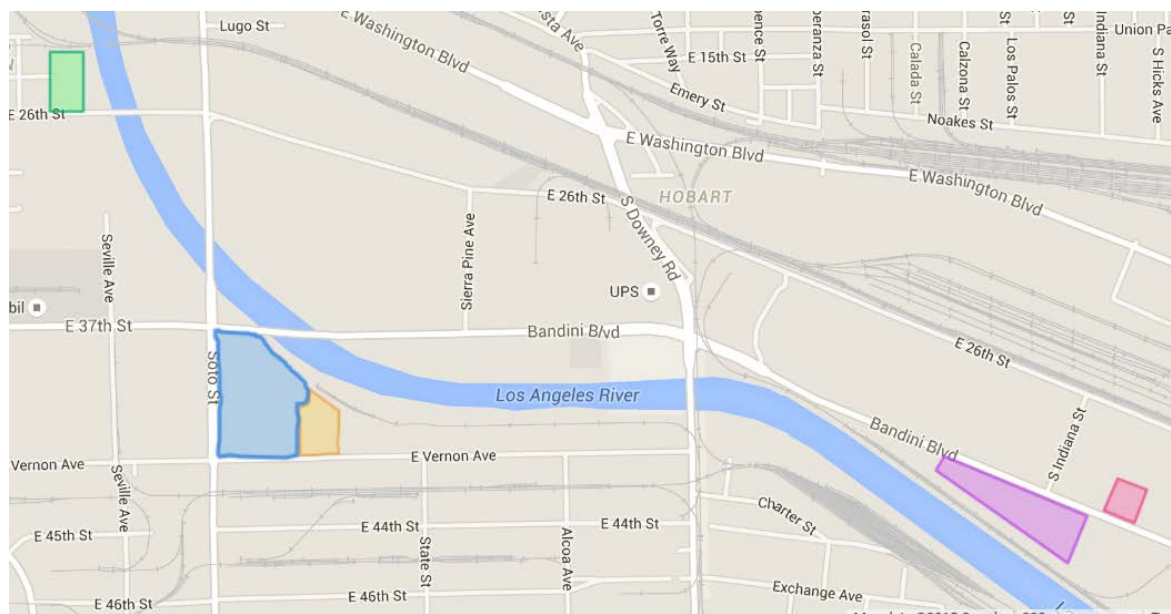 Lugo St
E Washington Blvd
Torre Way
E 15th St
Calada St
Calzona St
Los Palos St
Indiana St
St
St
Union Pa
S Hicks Ave
Emery St
E 26th St
Noakes St
E Washington Blvd
E Washington Blvd
E 26th St
HOBART
S Downey Rd
Seville Ave
Sierra Pine Ave
UPS
bil
E 37th St
Bandini Blvd
E 26th St
Soto St
Los Angeles River
Bandini Blvd
S Indiana St
Vernon Ave
E Vernon Ave
Seville Ave
Charter St
E 45th St
E 44th St
State St
Alcoa Ave
E 44th St
E 46th St
E 46th St
Exchange Ave